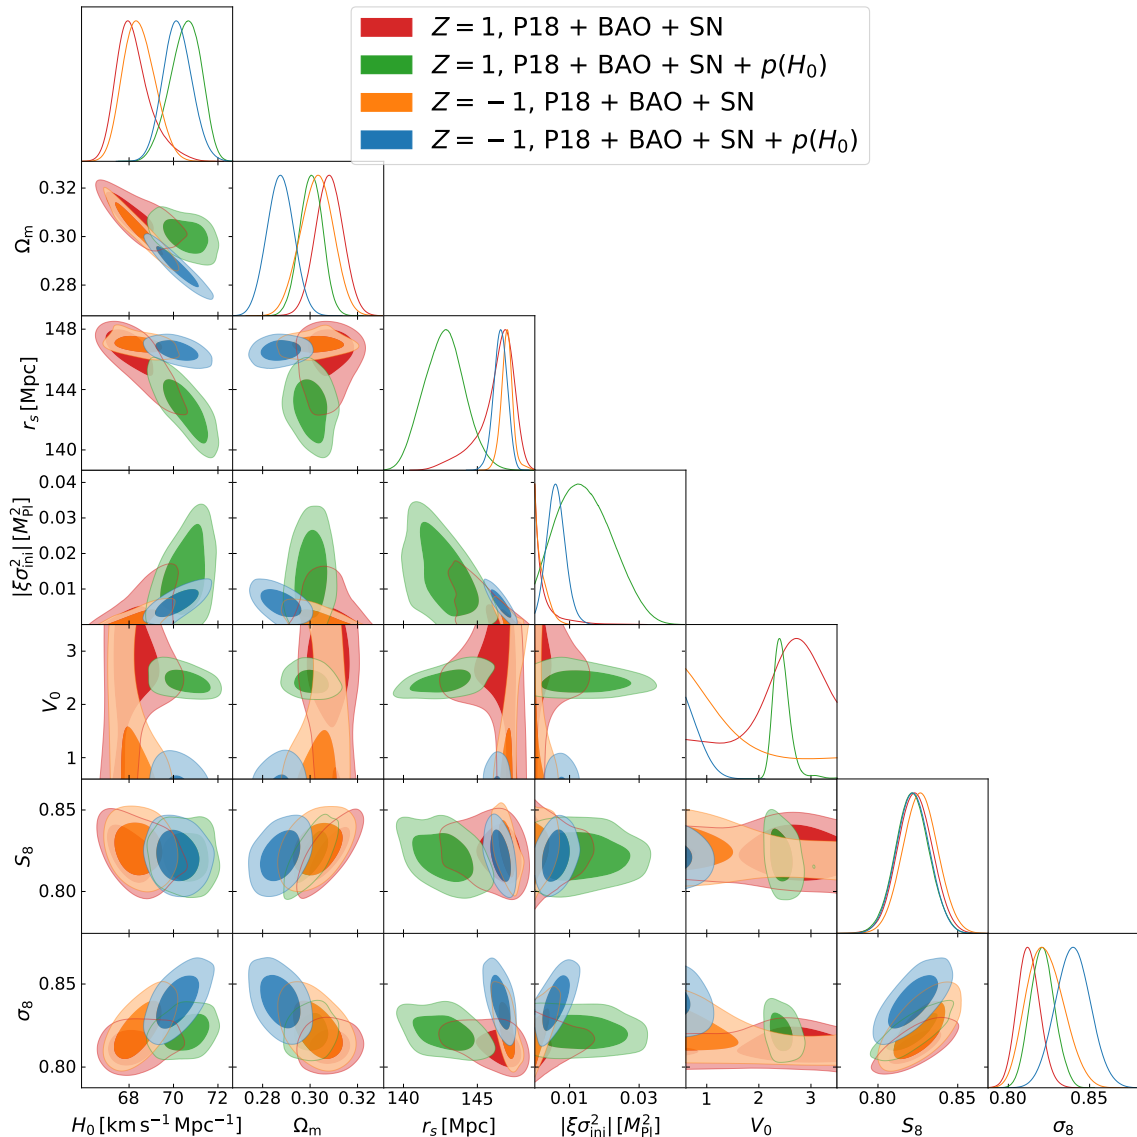 Z = 1, P18 + BAO + SN
Z = 1, P18 + BAO + SN + p(H₀)
Z = −1, P18 + BAO + SN
Z = −1, P18 + BAO + SN + p(H₀)
0.32
0.30
0.28
Ωₘ
148
144
140
rₛ [Mpc]
0.04
0.03
0.02
0.01
|ξσ²ᵢₙᵢ| [M²ₚₗ]
3
2
1
V₀
0.85
0.80
S₈
0.85
0.80
σ₈
68 70 72
0.28 0.30 0.32
140 145
0.01 0.03
1 2 3
0.80 0.85
0.80 0.85
H₀ [km s⁻¹ Mpc⁻¹]
Ωₘ
rₛ [Mpc]
|ξσ²ᵢₙᵢ| [M²ₚₗ]
V₀
S₈
σ₈